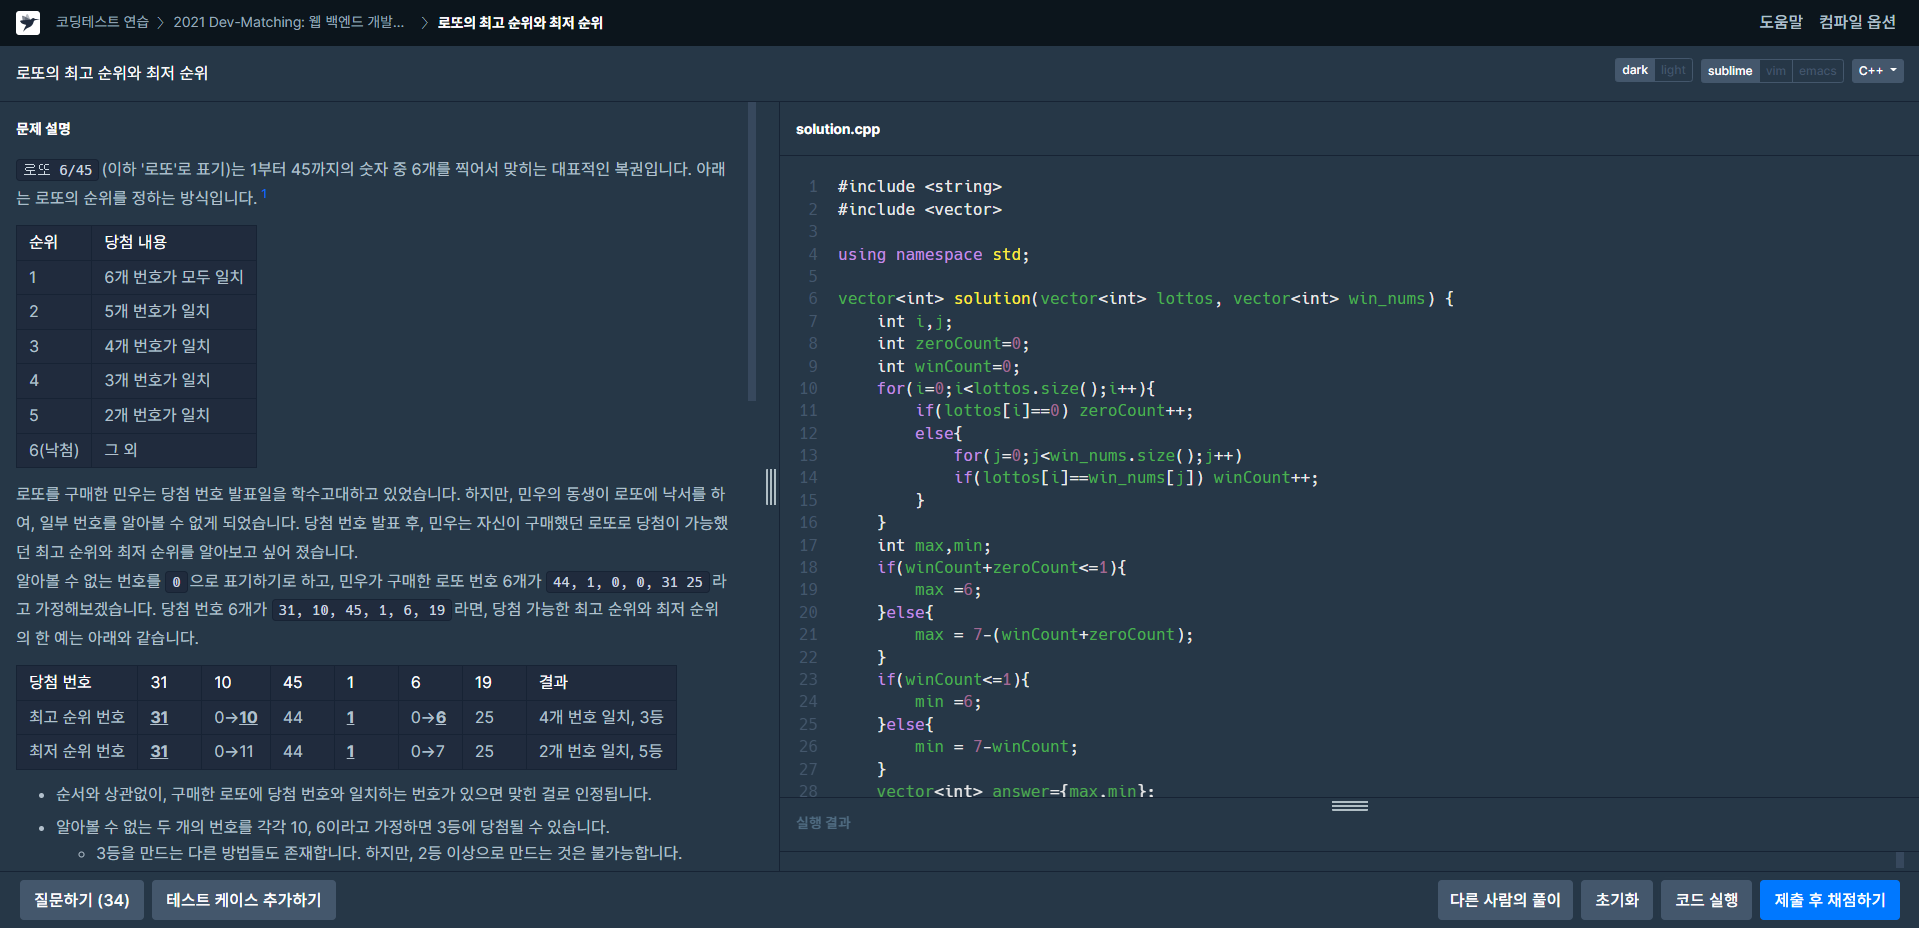 코딩테스트 연습 > 2021 Dev-Matching: 웹 백엔드 개발... > 로또의 최고 순위와 최저 순위
도움말 컴파일 옵션
로또의 최고 순위와 최저 순위
dark light sublime vim emacs C++
문제 설명
로또 6/45 (이하 '로또'로 표기)는 1부터 45까지의 숫자 중 6개를 찍어서 맞히는 대표적인 복권입니다. 아래
는 로또의 순위를 정하는 방식입니다. 1
순위 당첨 내용
1 6개 번호가 모두 일치
2 5개 번호가 일치
3 4개 번호가 일치
4 3개 번호가 일치
5 2개 번호가 일치
6(낙첨) 그 외
로또를 구매한 민우는 당첨 번호 발표일을 학수고대하고 있었습니다. 하지만, 민우의 동생이 로또에 낙서를 하
여, 일부 번호를 알아볼 수 없게 되었습니다. 당첨 번호 발표 후, 민우는 자신이 구매했던 로또로 당첨이 가능했
던 최고 순위와 최저 순위를 알아보고 싶어 졌습니다.
알아볼 수 없는 번호를 0 으로 표기하기로 하고, 민우가 구매한 로또 번호 6개가 44, 1, 0, 0, 31 25 라
고 가정해보겠습니다. 당첨 번호 6개가 31, 10, 45, 1, 6, 19 라면, 당첨 가능한 최고 순위와 최저 순위
의 한 예는 아래와 같습니다.
당첨 번호 31 10 45 1 6 19 결과
최고 순위 번호 31 0→10 44 1 0→6 25 4개 번호 일치, 3등
최저 순위 번호 31 0→11 44 1 0→7 25 2개 번호 일치, 5등
• 순서와 상관없이, 구매한 로또에 당첨 번호와 일치하는 번호가 있으면 맞힌 걸로 인정됩니다.
• 알아볼 수 없는 두 개의 번호를 각각 10, 6이라고 가정하면 3등에 당첨될 수 있습니다.
◦ 3등을 만드는 다른 방법들도 존재합니다. 하지만, 2등 이상으로 만드는 것은 불가능합니다.
solution.cpp
1 #include <string>
2 #include <vector>
3
4 using namespace std;
5
6 vector<int> solution(vector<int> lottos, vector<int> win_nums) {
7     int i,j;
8     int zeroCount=0;
9     int winCount=0;
10     for(i=0;i<lottos.size();i++){
11         if(lottos[i]==0) zeroCount++;
12         else{
13             for(j=0;j<win_nums.size();j++)
14             if(lottos[i]==win_nums[j]) winCount++;
15         }
16     }
17     int max,min;
18     if(winCount+zeroCount<=1){
19         max =6;
20     }else{
21         max = 7-(winCount+zeroCount);
22     }
23     if(winCount<=1){
24         min =6;
25     }else{
26         min = 7-winCount;
27     }
28     vector<int> answer={max,min};
실행 결과
질문하기 (34) 테스트 케이스 추가하기
다른 사람의 풀이 초기화 코드 실행 제출 후 채점하기